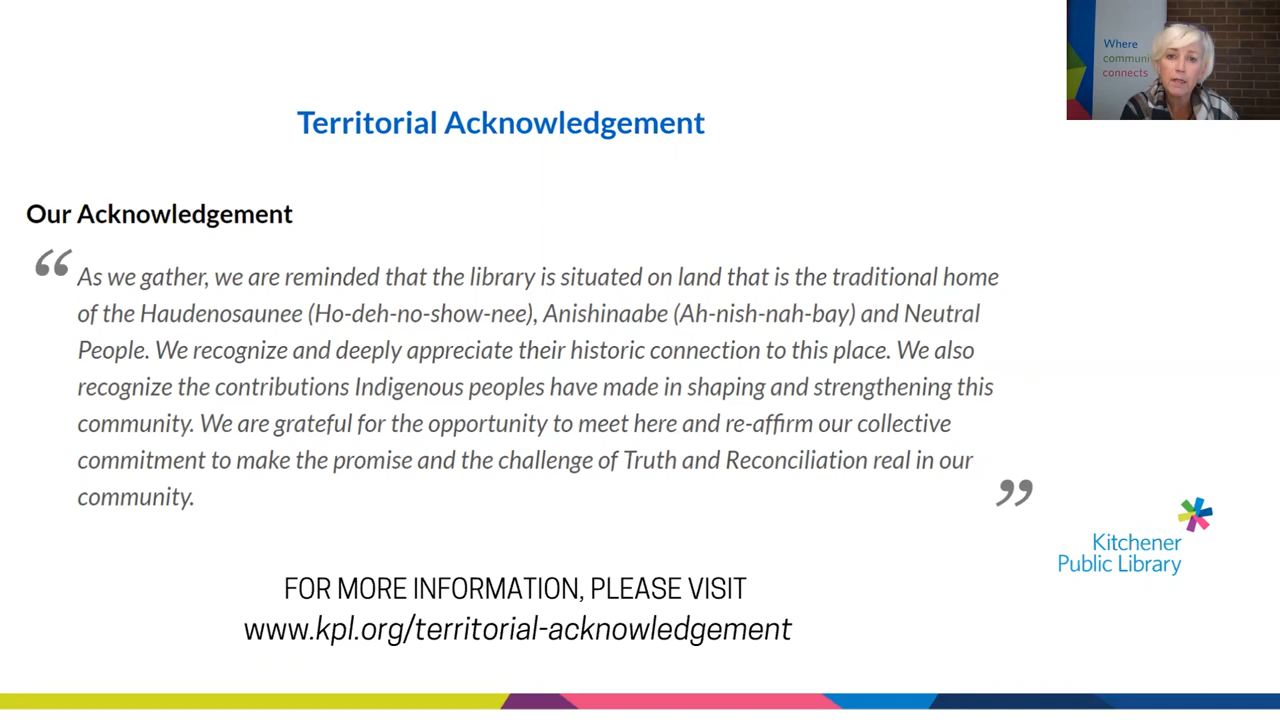 Where
communi
connects
Territorial Acknowledgement
Our Acknowledgement
“ As we gather, we are reminded that the library is situated on land that is the traditional home
of the Haudenosaunee (Ho-deh-no-show-nee), Anishinaabe (Ah-nish-nah-bay) and Neutral
People. We recognize and deeply appreciate their historic connection to this place. We also
recognize the contributions Indigenous peoples have made in shaping and strengthening this
community. We are grateful for the opportunity to meet here and re-affirm our collective
commitment to make the promise and the challenge of Truth and Reconciliation real in our
community. ”
Kitchener
Public Library
FOR MORE INFORMATION, PLEASE VISIT
www.kpl.org/territorial-acknowledgement